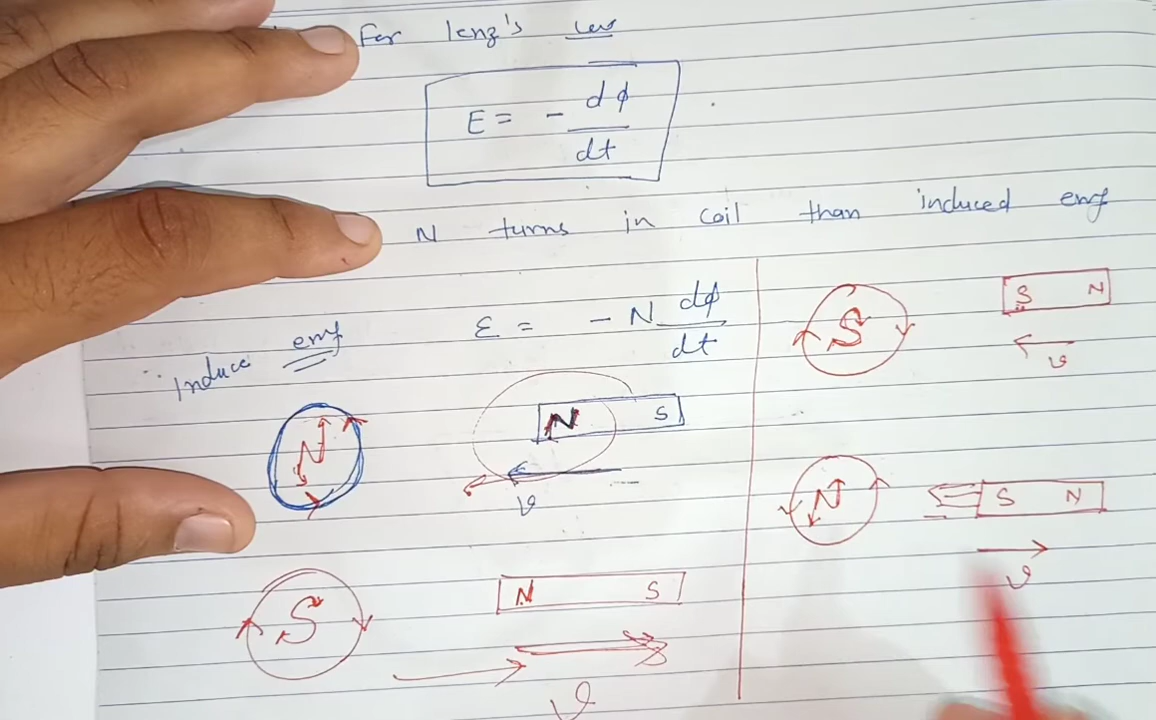 For lenz's law
E = - dφ/dt
N turns in coil than induced emf
ε = - N dφ/dt
induce emf
N
N S
v
S
N S
v
S
S N
v
N
S N
v